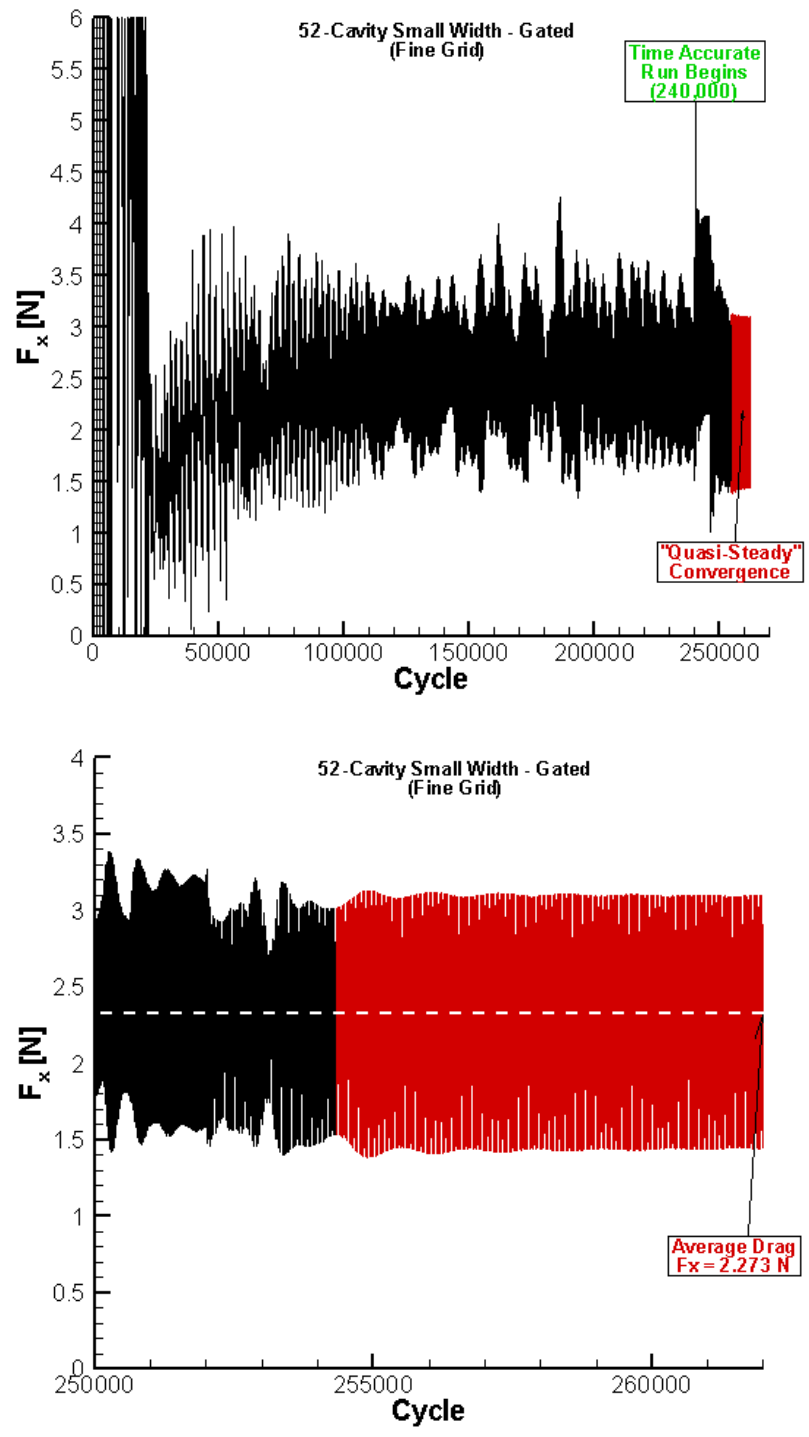 52-Cavity Small Width - Gated
(Fine Grid)
Time Accurate
Run Begins
(240,000)
6
5.5
5
4.5
4
3.5
3
2.5
2
1.5
1
0.5
0
Fx [N]
"Quasi-Steady"
Convergence
0 50000 100000 150000 200000 250000
Cycle
52-Cavity Small Width - Gated
(Fine Grid)
4
3.5
3
2.5
2
1.5
1
0.5
0
Fx [N]
Average Drag
Fx = 2.273 N
250000 255000 260000
Cycle